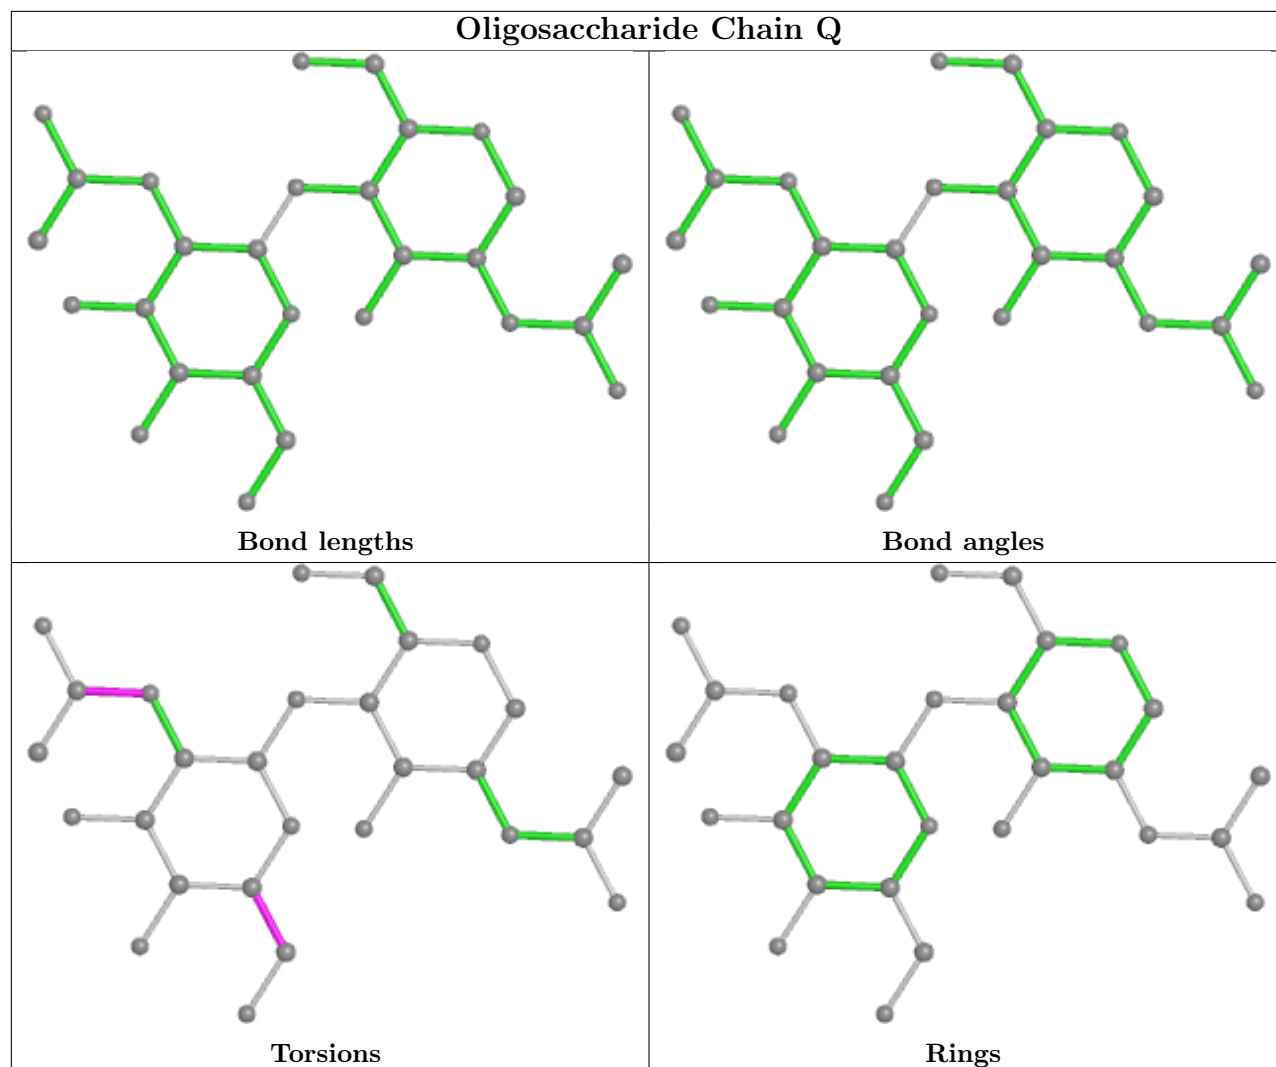 Oligosaccharide Chain Q
Bond lengths
Bond angles
Torsions
Rings